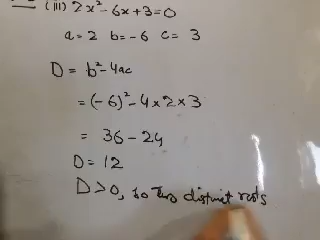 (iii) 2x² - 6x + 3 = 0
a = 2 b = -6 c = 3
D = b² - 4ac
= (-6)² - 4 × 2 × 3
= 36 - 24
D = 12
D > 0, so two distinct roots